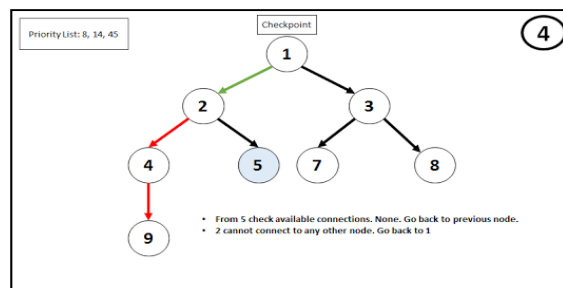 Checkpoint
Priority List: 8, 14, 45
4
1
2
3
4
5
7
8
9
• From 5 check available connections. None. Go back to previous node.
• 2 cannot connect to any other node. Go back to 1